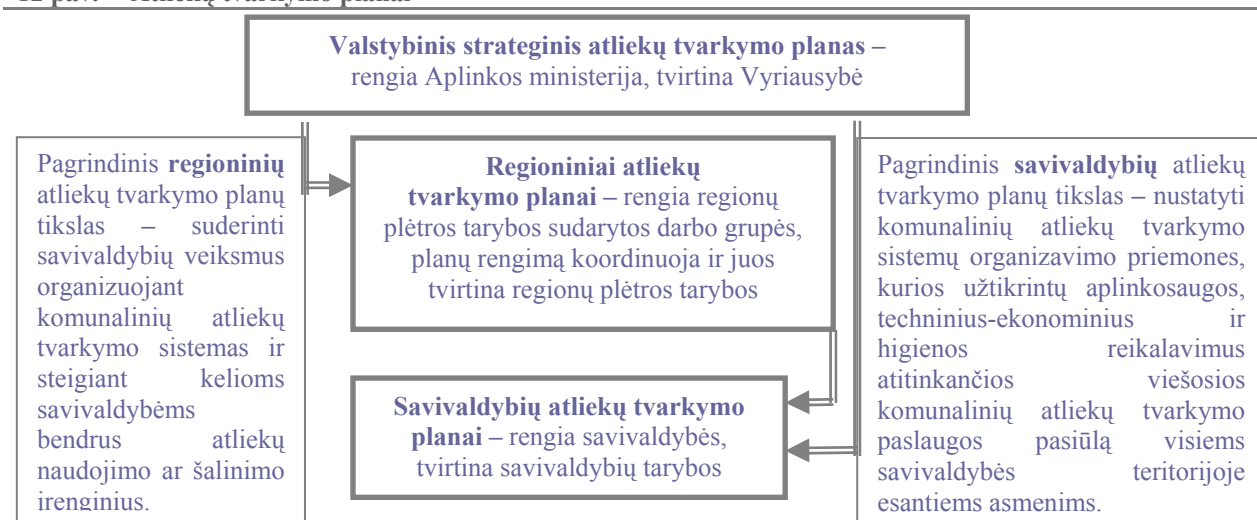 Valstybinis strateginis atliekų tvarkymo planas –
rengia Aplinkos ministerija, tvirtina Vyriausybė
Pagrindinis regioninių
atliekų tvarkymo planų
tikslas – suderinti
savivaldybių veiksmus
organizuojant
komunalinių atliekų
tvarkymo sistemas ir
steigiant kelioms
savivaldybėms
bendrus atliekų
naudojimo ar šalinimo
įrenginius.
Regioniniai atliekų
tvarkymo planai – rengia regionų
plėtros tarybos sudarytos darbo grupės,
planų rengimą koordinuoja ir juos
tvirtina regionų plėtros tarybos
Savivaldybių atliekų tvarkymo
planai – rengia savivaldybės,
tvirtina savivaldybių tarybos
Pagrindinis savivaldybių atliekų
tvarkymo planų tikslas – nustatyti
komunalinių atliekų tvarkymo
sistemų organizavimo priemones,
kurios užtikrintų aplinkosaugos,
techninius-ekonominius ir
higienos reikalavimus
atitinkančios viešosios
komunalinių atliekų tvarkymo
paslaugos pasiūlą visiems
savivaldybės teritorijoje
esantiems asmenims.